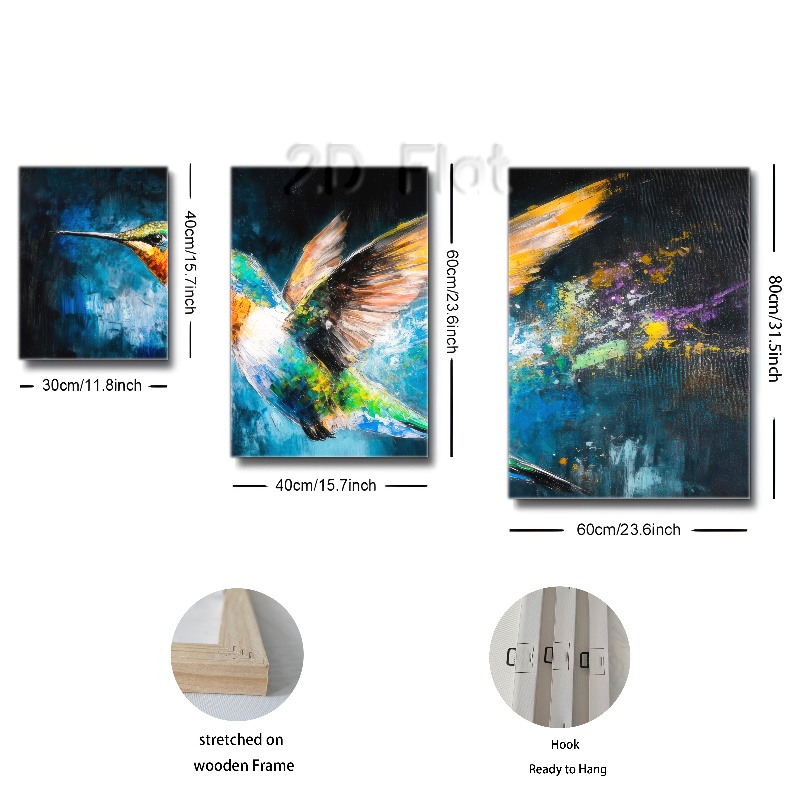 2D Flat
40cm/15.7inch
60cm/23.6inch
80cm/31.5inch
30cm/11.8inch
40cm/15.7inch
60cm/23.6inch
stretched on
wooden Frame
Hook
Ready to Hang